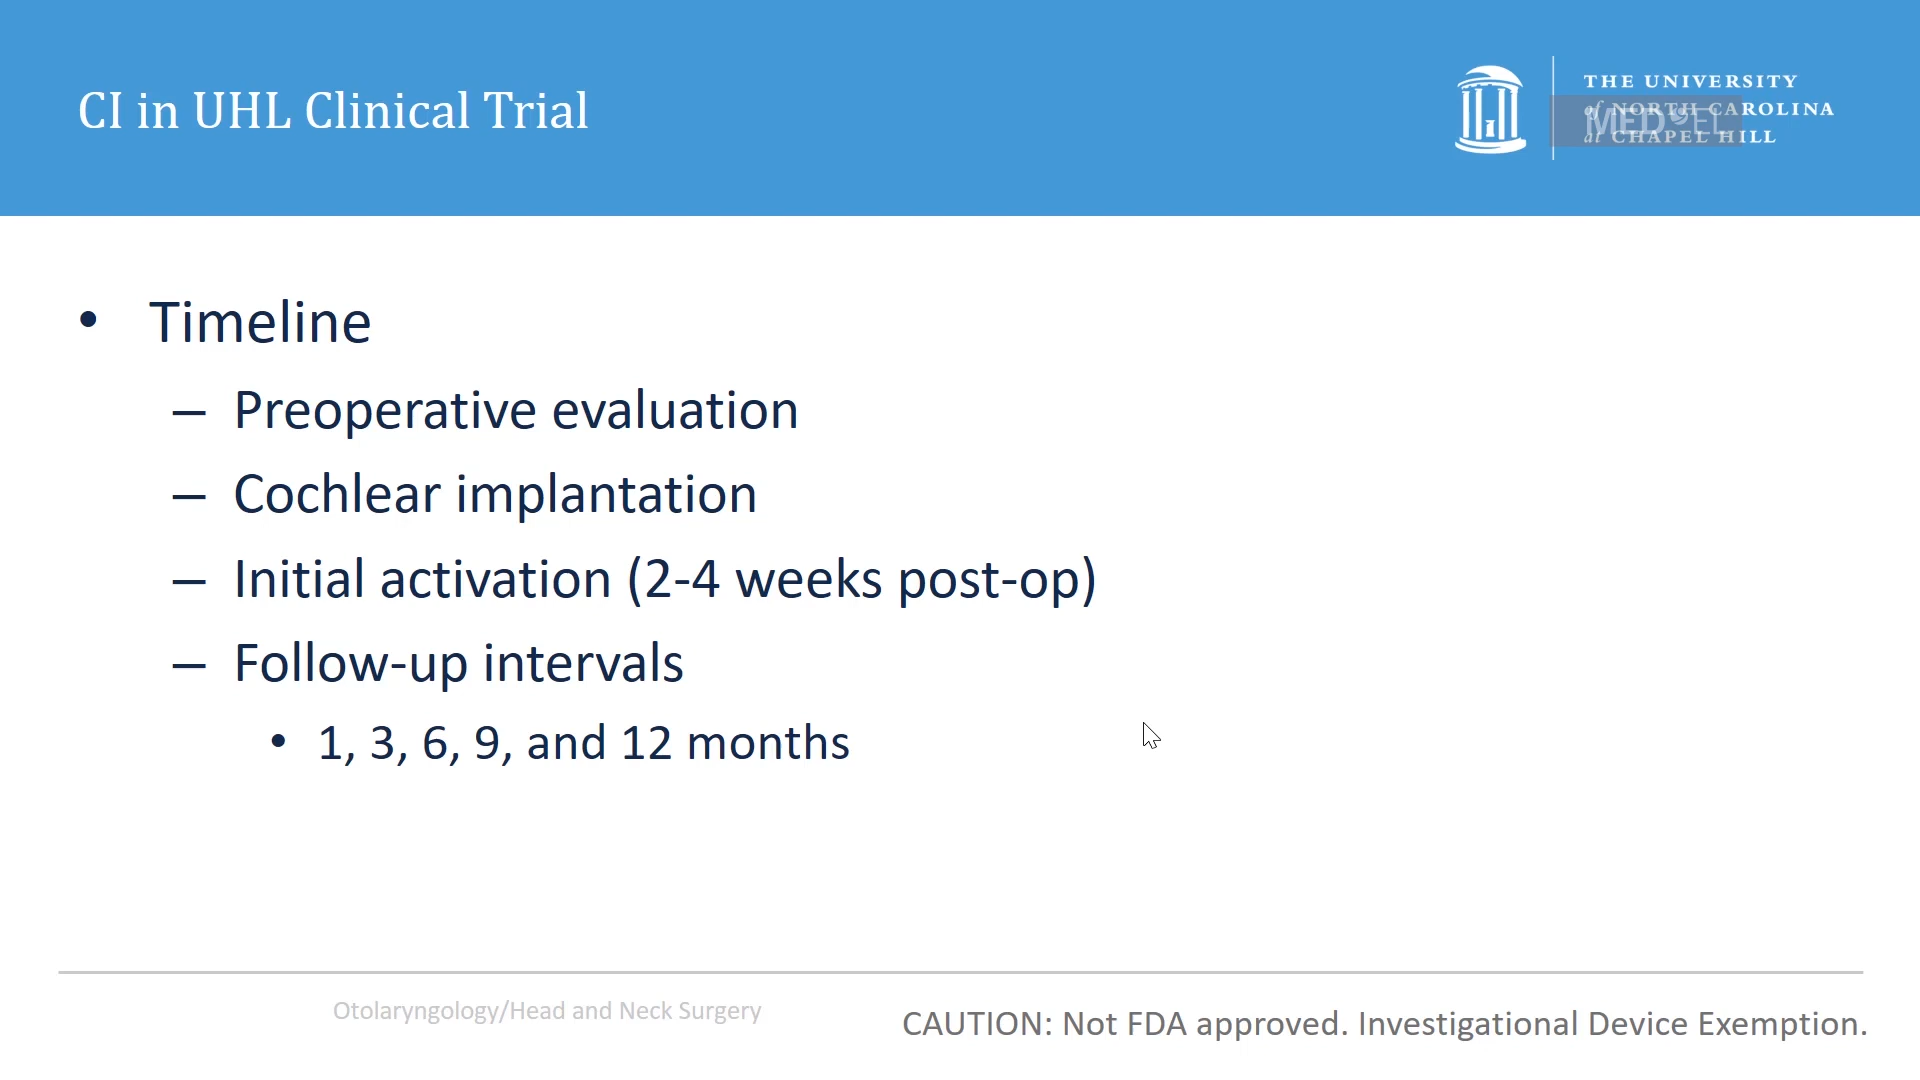 CI in UHL Clinical Trial
THE UNIVERSITY
of NORTH CAROLINA
at CHAPEL HILL
MED EL
• Timeline
– Preoperative evaluation
– Cochlear implantation
– Initial activation (2-4 weeks post-op)
– Follow-up intervals
• 1, 3, 6, 9, and 12 months
Otolaryngology/Head and Neck Surgery
CAUTION: Not FDA approved. Investigational Device Exemption.